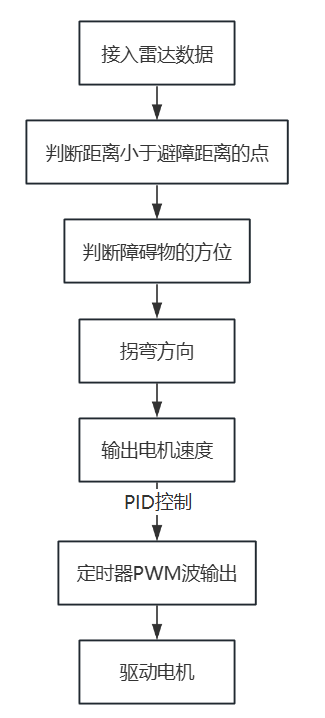 接入雷达数据
判断距离小于避障距离的点
判断障碍物的方位
拐弯方向
输出电机速度
PID控制
定时器PWM波输出
驱动电机